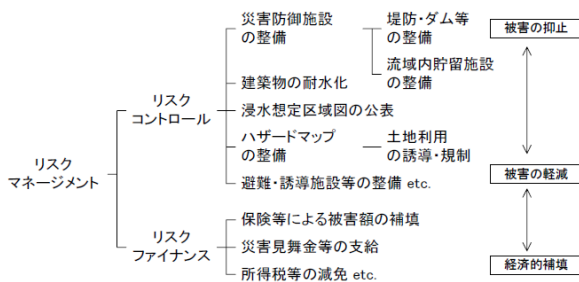 リスク
マネージメント
リスク
コントロール
災害防御施設
の整備
堤防・ダム等
の整備
流域内貯留施設
の整備
建築物の耐水化
浸水想定区域図の公表
ハザードマップ
の整備
土地利用
の誘導・規制
避難・誘導施設等の整備 etc.
リスク
ファイナンス
保険等による被害額の補填
災害見舞金等の支給
所得税等の減免 etc.
被害の抑止
被害の軽減
経済的補填